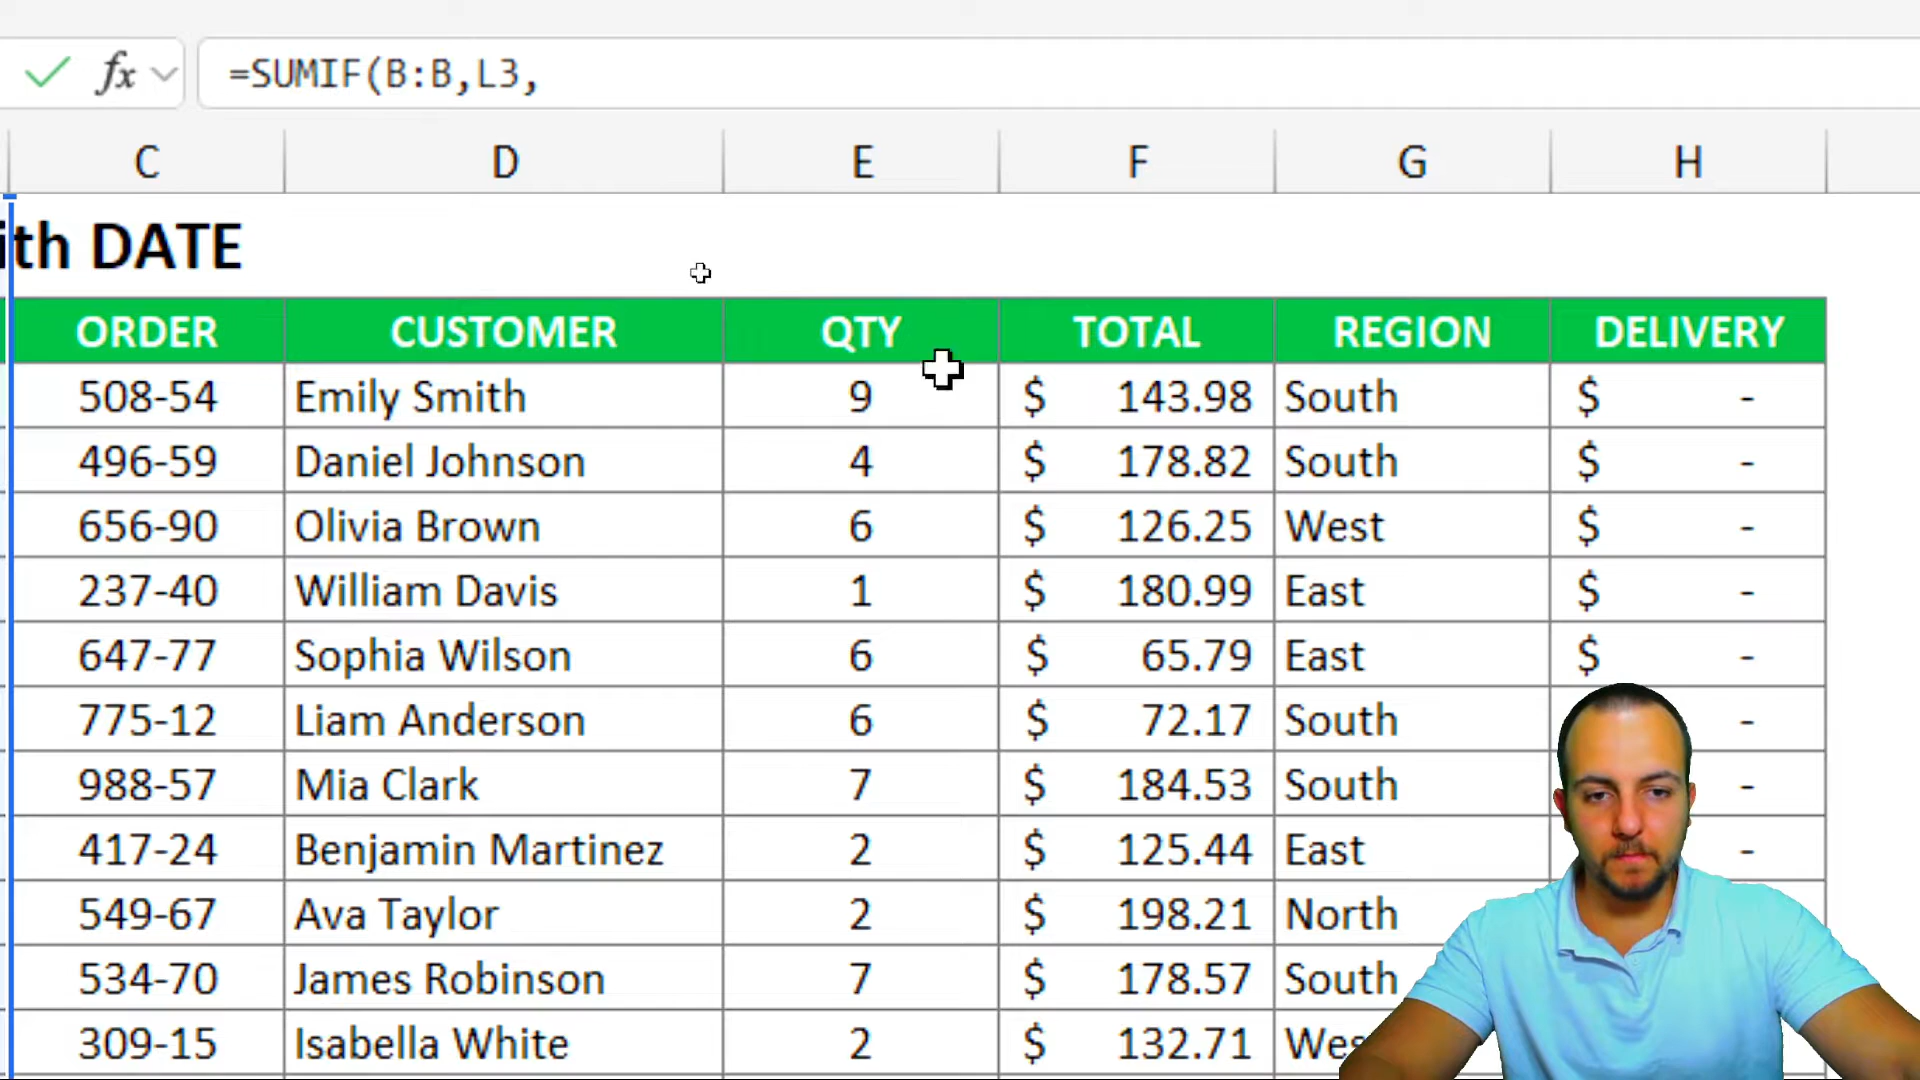 fx =SUMIF(B:B,L3,
C D E F G H
ith DATE
ORDER CUSTOMER QTY TOTAL REGION DELIVERY
508-54 Emily Smith 9 $ 143.98 South $ -
496-59 Daniel Johnson 4 $ 178.82 South $ -
656-90 Olivia Brown 6 $ 126.25 West $ -
237-40 William Davis 1 $ 180.99 East $ -
647-77 Sophia Wilson 6 $ 65.79 East $ -
775-12 Liam Anderson 6 $ 72.17 South -
988-57 Mia Clark 7 $ 184.53 South -
417-24 Benjamin Martinez 2 $ 125.44 East -
549-67 Ava Taylor 2 $ 198.21 North
534-70 James Robinson 7 $ 178.57 South
309-15 Isabella White 2 $ 132.71 Wes